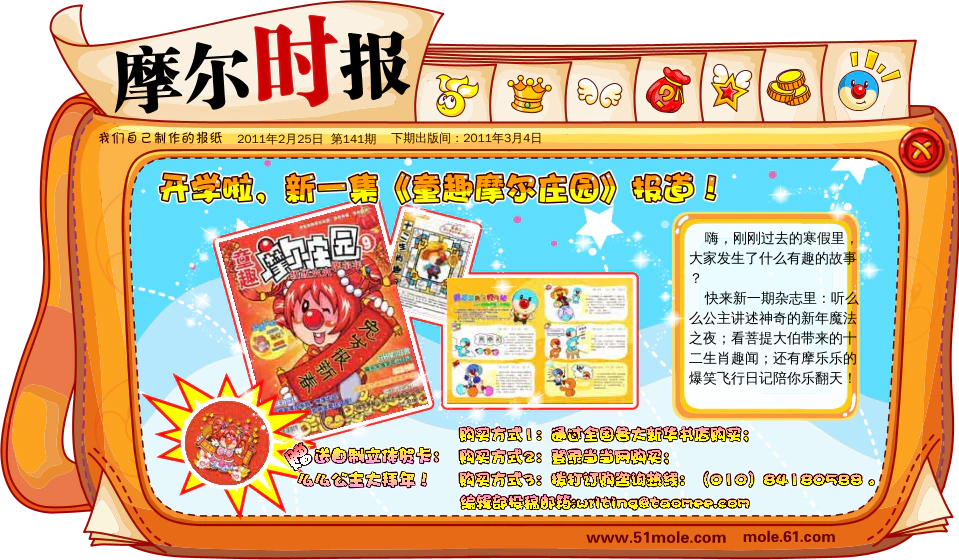 摩尔时报
我们自己制作的报纸 2011年2月25日 第141期 下期出版间：2011年3月4日
开学啦，新一集《童趣摩尔庄园》报道！
童趣
摩尔庄园
9
兔为报新春
嗨，刚刚过去的寒假里，
大家发生了什么有趣的故事
？
快来新一期杂志里：听么
么公主讲述神奇的新年魔法
之夜；看菩提大伯带来的十
二生肖趣闻；还有摩乐乐的
爆笑飞行日记陪你乐翻天！
送自制立体贺卡：
么么公主大拜年！
购买方式1：通过全国各大新华书店购买；
购买方式2：登录当当网购买；
购买方式3：拨打订购咨询热线：（010）84180588。
编辑部投稿邮箱:writing@taomee.com
www.51mole.com mole.61.com